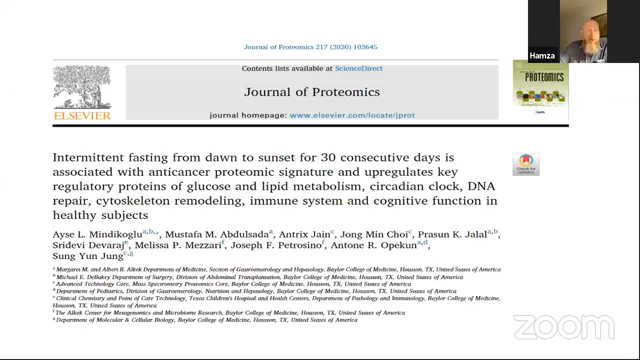 Journal of Proteomics 217 (2020) 103645
Hamza
Contents lists available at ScienceDirect
Journal of Proteomics
journal homepage: www.elsevier.com/locate/jprot
ELSEVIER
PROTEOMICS
Intermittent fasting from dawn to sunset for 30 consecutive days is
associated with anticancer proteomic signature and upregulates key
regulatory proteins of glucose and lipid metabolism, circadian clock, DNA
repair, cytoskeleton remodeling, immune system and cognitive function in
healthy subjects
Check for
updates
Ayse L. Mindikoglu a,b,*, Mustafa M. Abdulsada a, Antrix Jain c, Jong Min Choi c, Prasun K. Jalal a,b,
Sridevi Devaraj e, Melissa P. Mezzari f, Joseph F. Petrosino f, Antone R. Opekun a,d,
Sung Yun Jung c,g
a Margaret M. and Albert B. Alkek Department of Medicine, Section of Gastroenterology and Hepatology, Baylor College of Medicine, Houston, TX, United States of America
b Michael E. DeBakey Department of Surgery, Division of Abdominal Transplantation, Baylor College of Medicine, Houston, TX, United States of America
c Advanced Technology Core, Mass Spectrometry Proteomics Core, Baylor College of Medicine, Houston, TX, United States of America
d Department of Pediatrics, Division of Gastroenterology, Nutrition and Hepatology, Baylor College of Medicine, Houston, TX, United States of America
e Clinical Chemistry and Point of Care Technology, Texas Children's Hospital and Health Centers, Department of Pathology and Immunology, Baylor College of Medicine,
Houston, TX, United States of America
f The Alkek Center for Metagenomics and Microbiome Research, Baylor College of Medicine, Houston, TX, United States of America
g Department of Molecular & Cellular Biology, Baylor College of Medicine, Houston, TX, United States of America
zoom